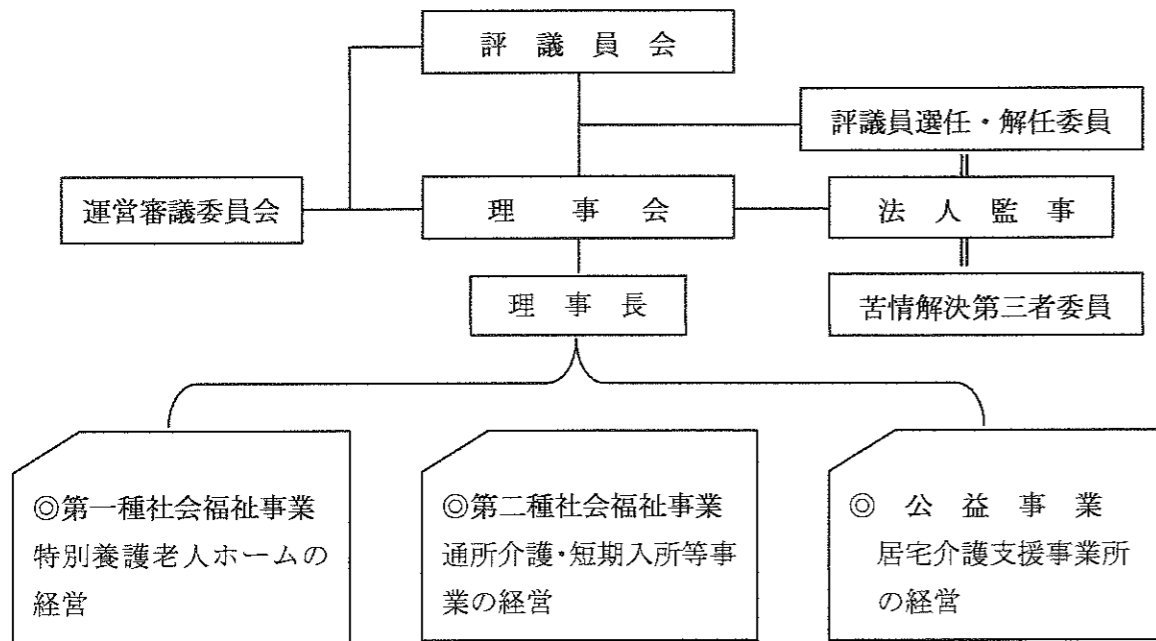 評議員会
評議員選任・解任委員
運営審議委員会
理事会
法人監事
理事長
苦情解決第三者委員
◎第一種社会福祉事業
特別養護老人ホームの
経営
◎第二種社会福祉事業
通所介護・短期入所等事
業の経営
◎ 公益事業
居宅介護支援事業所
の経営